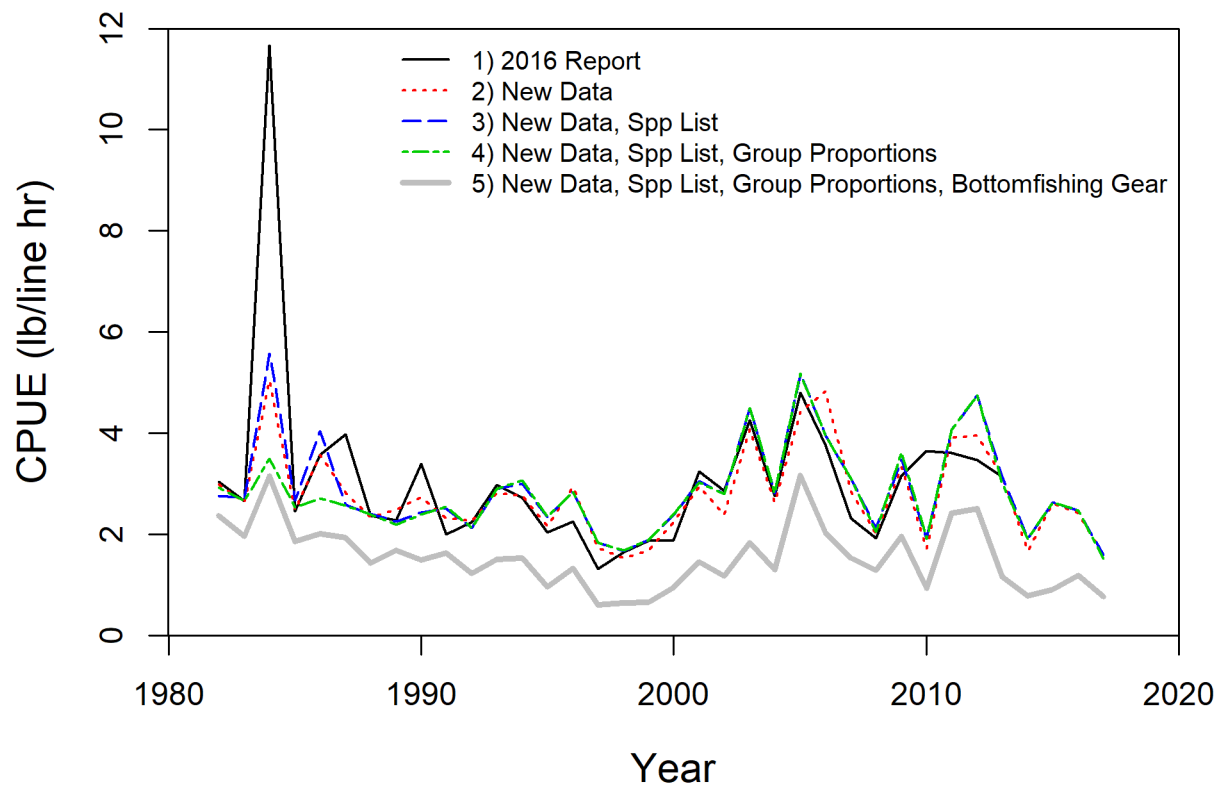 CPUE (lb/line hr)
12
10
8
6
4
2
0
1) 2016 Report
2) New Data
3) New Data, Spp List
4) New Data, Spp List, Group Proportions
5) New Data, Spp List, Group Proportions, Bottomfishing Gear
1980 1990 2000 2010 2020
Year